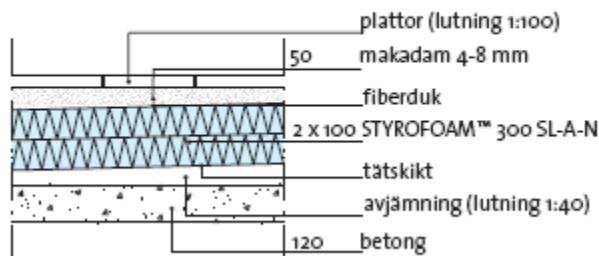 plattor (lutning 1:100)
50 makadam 4-8 mm
fiberduk
2 x 100 STYROFOAM™ 300 SL-A-N
tätskikt
avjämning (lutning 1:40)
120 betong